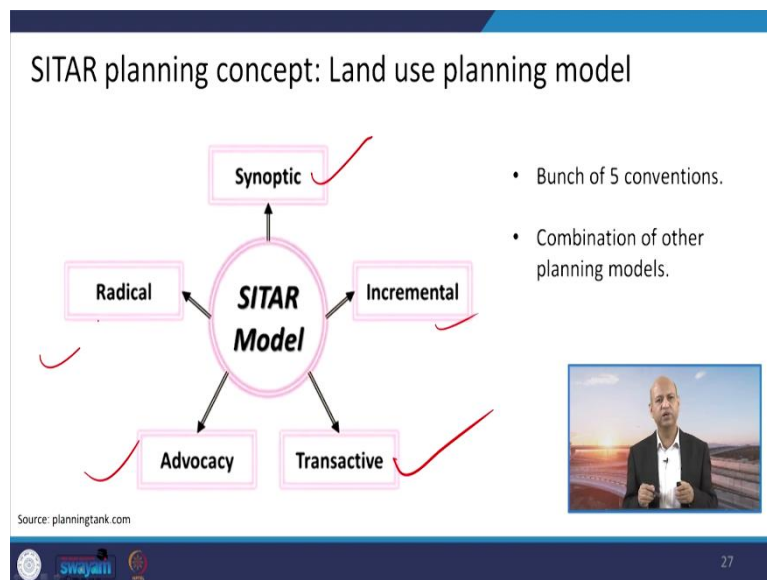 SITAR planning concept: Land use planning model
Synoptic
Radical
SITAR
Model
Incremental
Advocacy
Transactive
• Bunch of 5 conventions.
• Combination of other
planning models.
Source: planningtank.com
swayam
27